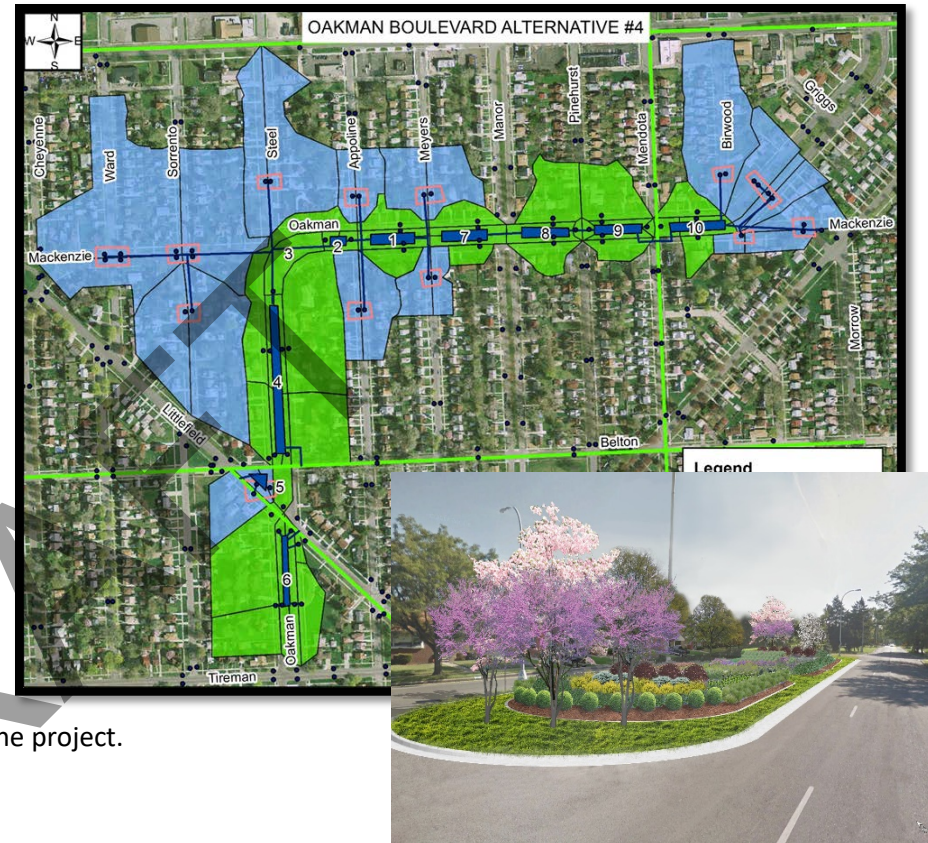 N
W E
S
OAKMAN BOULEVARD ALTERNATIVE #4
Cheyenne
Ward
Sorrento
Steel
Appoline
Meyers
Manor
Pinehurst
Mendota
Birwood
Griggs
Oakman
Mackenzie
Mackenzie
3
2
1
7
8
9
10
4
Morrow
Littlefield
Belton
Legend
5
6
Oakman
Tireman
ne project.